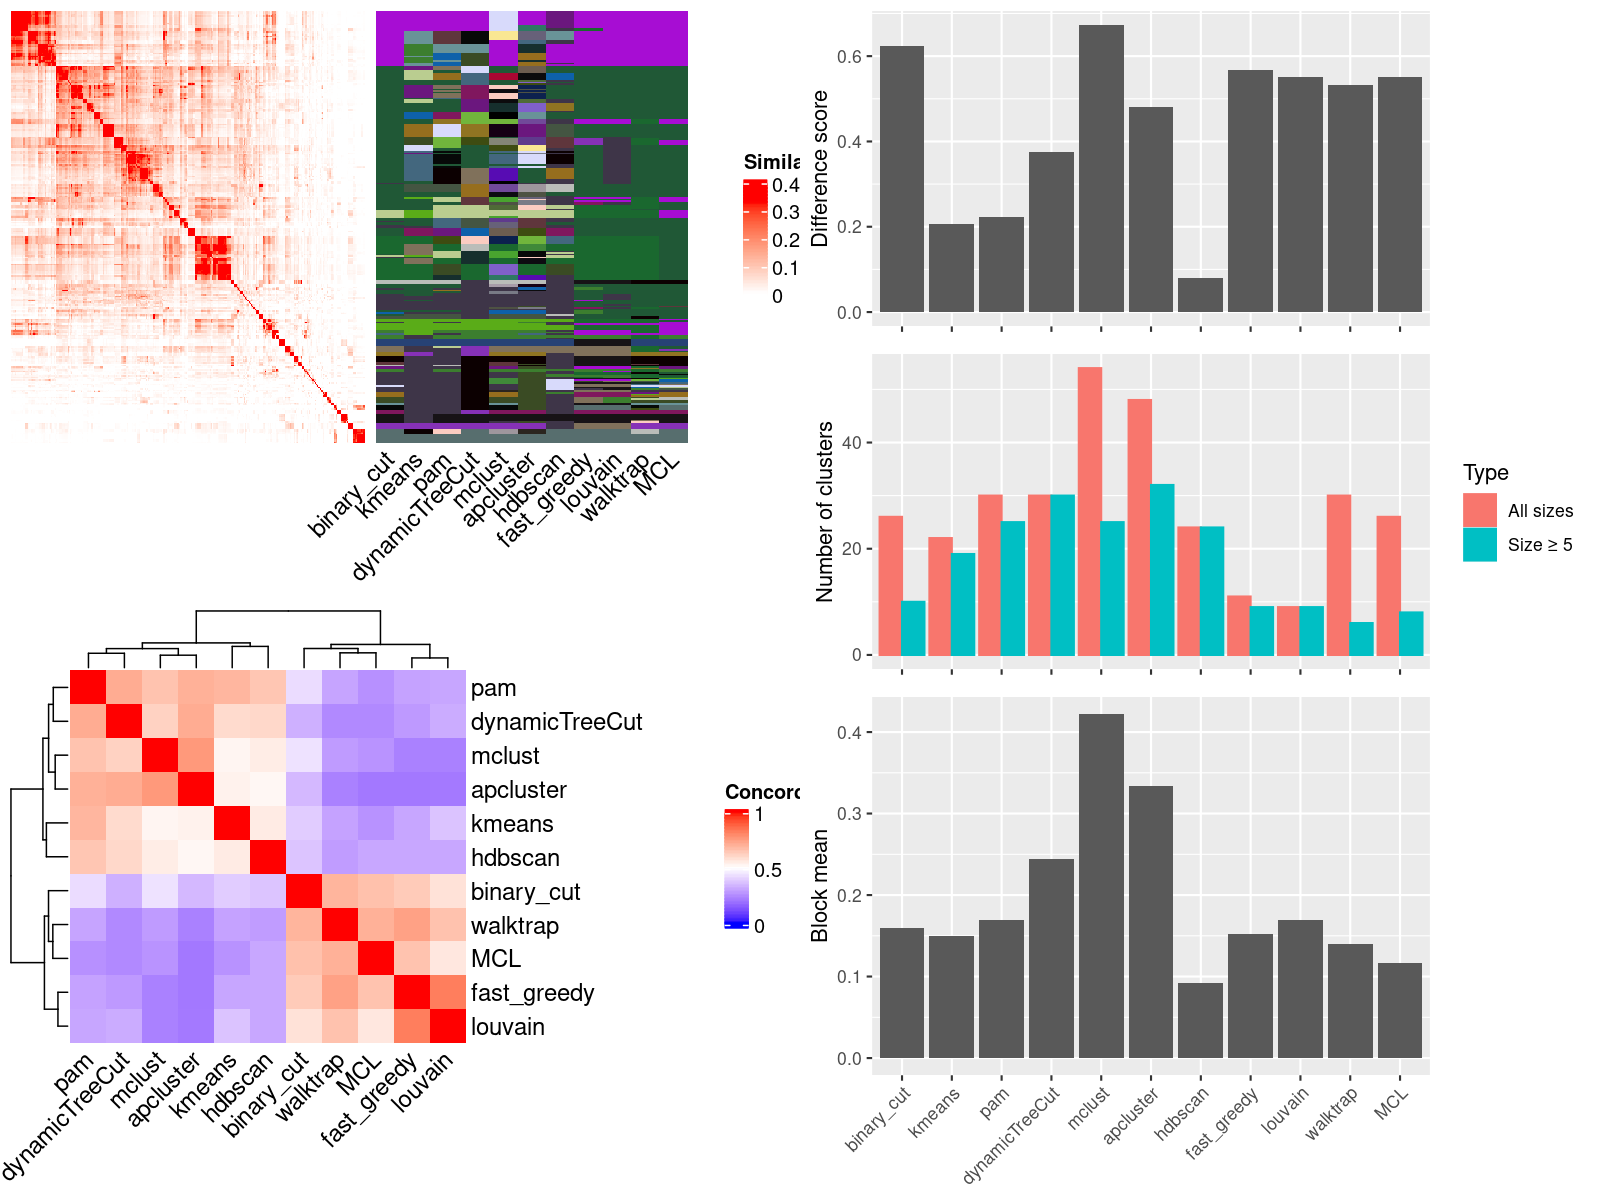 Simila
0.4
0.3
0.2
0.1
0
binary_cut
kmeans
pam
dynamicTreeCut
mclust
apcluster
hdbscan
fast_greedy
louvain
walktrap
MCL
pam
dynamicTreeCut
mclust
apcluster
kmeans
hdbscan
binary_cut
walktrap
MCL
fast_greedy
louvain
pam
dynamicTreeCut
mclust
apcluster
kmeans
hdbscan
binary_cut
walktrap
MCL
fast_greedy
louvain
Concord
1
0.5
0
Difference score
0.6
0.4
0.2
0.0
Number of clusters
40
20
0
Type
All sizes
Size ≥ 5
Block mean
0.4
0.3
0.2
0.1
0.0
binary_cut
kmeans
pam
dynamicTreeCut
mclust
apcluster
hdbscan
fast_greedy
louvain
walktrap
MCL